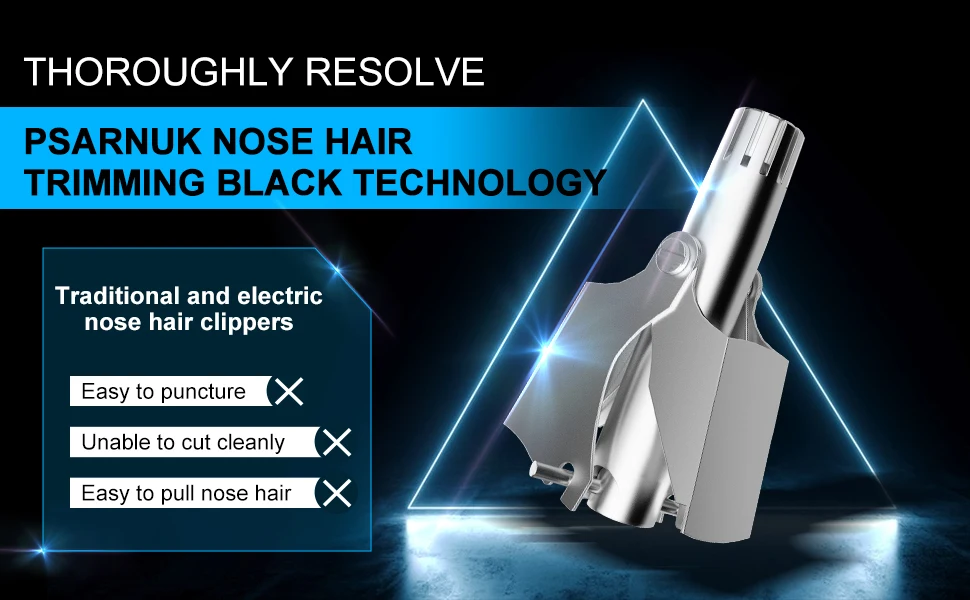 THOROUGHLY RESOLVE
PSARNUK NOSE HAIR
TRIMMING BLACK TECHNOLOGY
Traditional and electric
nose hair clippers
Easy to puncture
Unable to cut cleanly
Easy to pull nose hair